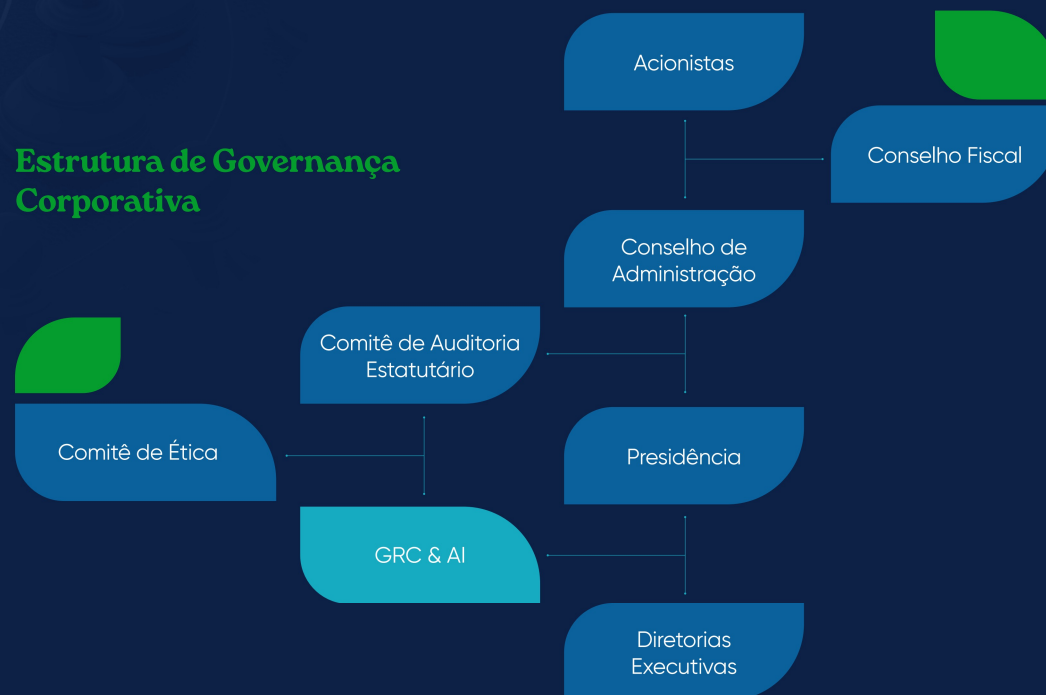 Acionistas
Estrutura de Governança
Corporativa
Conselho Fiscal
Conselho de
Administração
Comitê de Auditoria
Estatutário
Comitê de Ética
Presidência
GRC & AI
Diretorias
Executivas